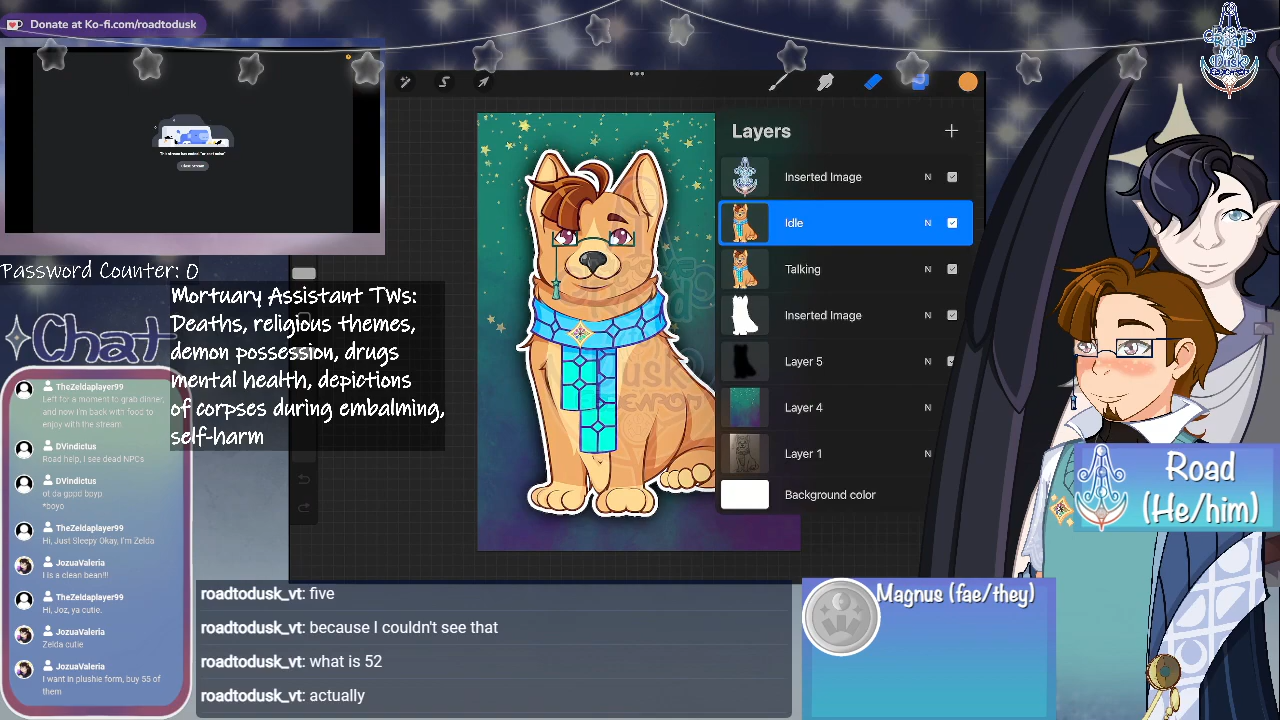 Donate at Ko-fi.com/roadtodusk
Road
to
Dusk
Layers
Inserted Image N
Idle N
Talking N
Inserted Image N
Layer 5 N
Layer 4 N
Layer 1 N
Background color
Password Counter: 0
Mortuary Assistant TWs:
Deaths, religious themes,
demon possession, drugs
mental health, depictions
of corpses during embalming,
self-harm
Chat
TheZeldaplayer99
Left for a moment to grab dinner,
and now I'm back with food to
enjoy with the stream
DVindictus
Road help, I see dead NPCs
DVindictus
ot da good boyp
*boyo
TheZeldaplayer99
Hi, Just Sleepy Okay, I'm Zelda
JozuaValeria
I Is a clean bean!!!
TheZeldaplayer99
Hi, Joz, ya cutie.
JozuaValeria
Zelda cutie
JozuaValeria
I want in plushie form, buy 55 of
them
roadtodusk_vt: five
roadtodusk_vt: because I couldn't see that
roadtodusk_vt: what is 52
roadtodusk_vt: actually
Road
(He/him)
Magnus (fae/they)